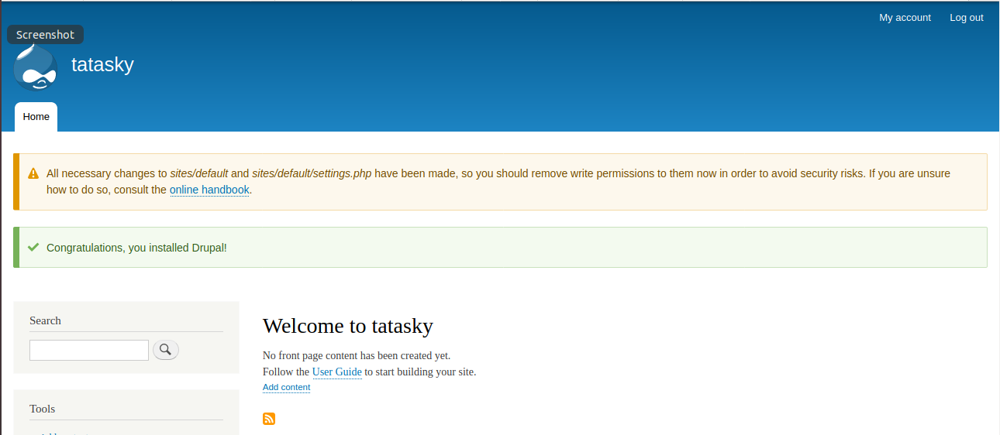 My account Log out
Screenshot
tatasky
Home
All necessary changes to sites/default and sites/default/settings.php have been made, so you should remove write permissions to them now in order to avoid security risks. If you are unsure
how to do so, consult the online handbook.
Congratulations, you installed Drupal!
Search
Welcome to tatasky
No front page content has been created yet.
Follow the User Guide to start building your site.
Add content
Tools